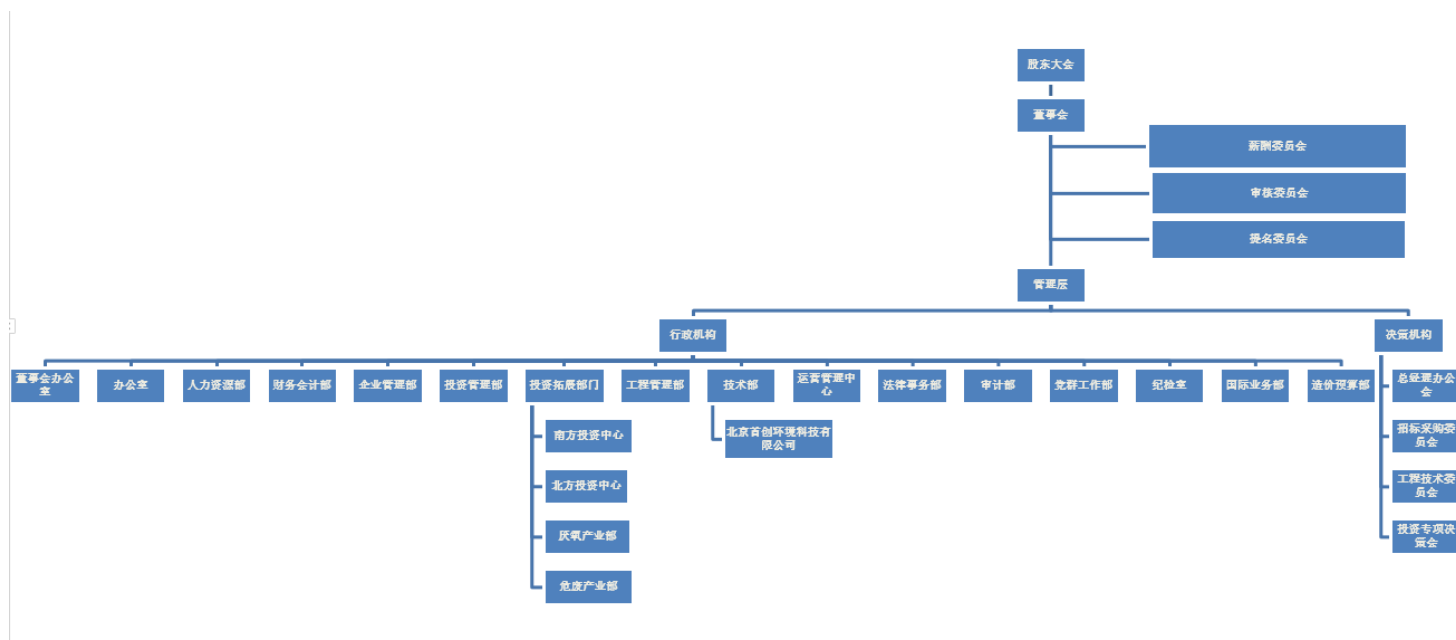 股东大会
董事会
薪酬委员会
审核委员会
提名委员会
管理层
行政机构
决策机构
董事会办公
室
办公室
人力资源部
财务会计部
企业管理部
投资管理部
投资拓展部门
工程管理部
技术部
运营管理中
心
法律事务部
审计部
党群工作部
纪检室
国际业务部
造价预算部
总经理办公
会
南方投资中心
北京首创环境科技有
限公司
招标采购委
员会
北方投资中心
工程技术委
员会
厌氧产业部
投资专项决
策会
危废产业部